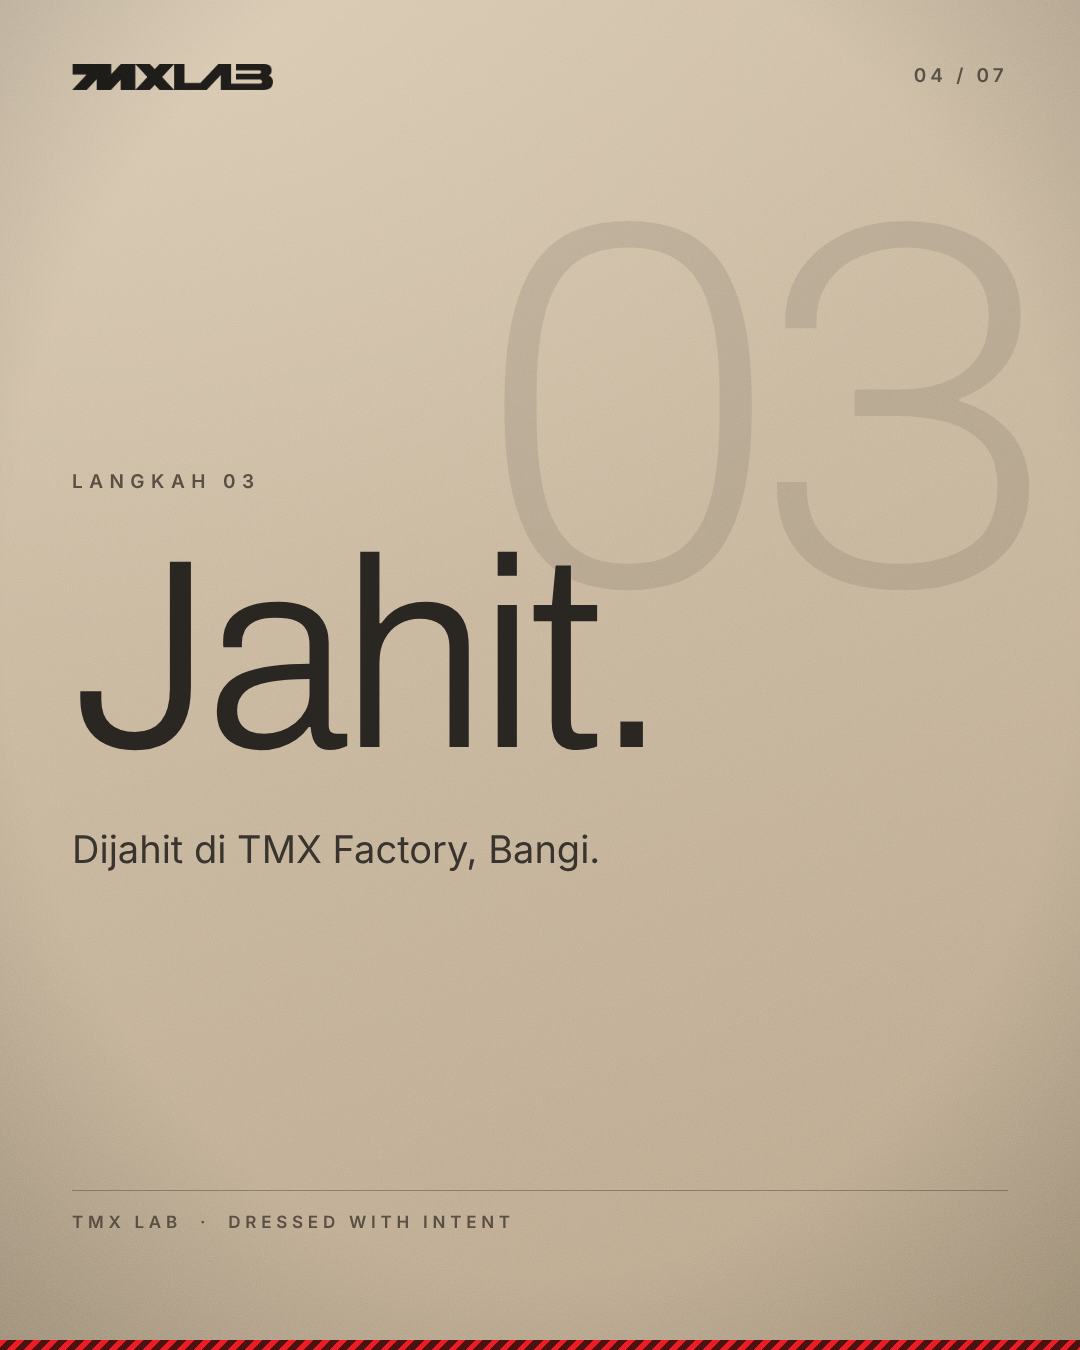 TMXLAB
04 / 07
03
LANGKAH 03
Jahit.
Dijahit di TMX Factory, Bangi.
TMX LAB · DRESSED WITH INTENT